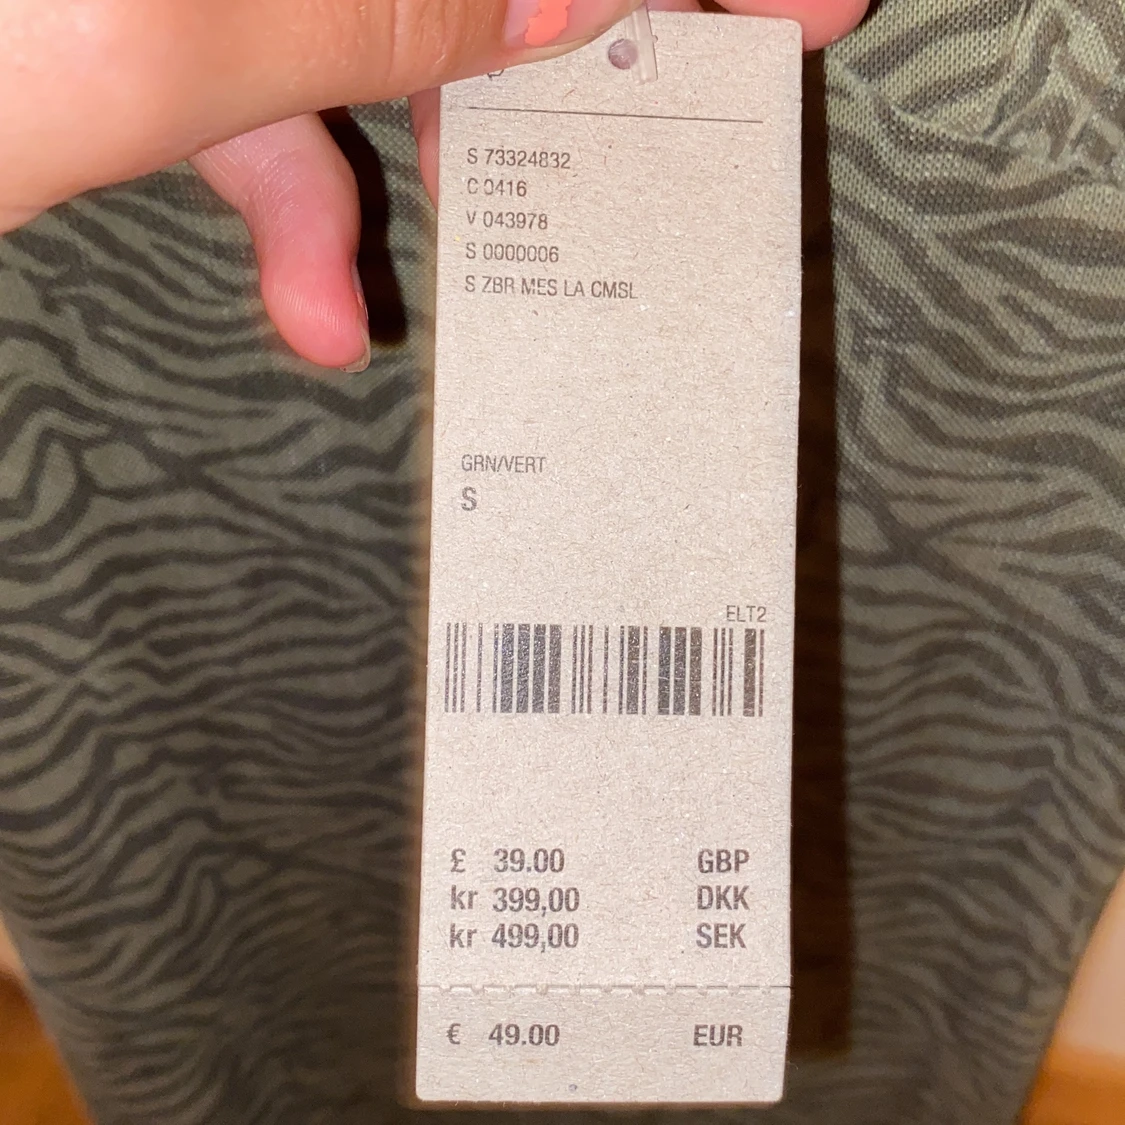 S 73324832
C 0416
V 043978
S 0000006
S ZBR MES LA CMSL
GRN/VERT
S
ELT2
£ 39.00 GBP
kr 399,00 DKK
kr 499,00 SEK
€ 49.00 EUR